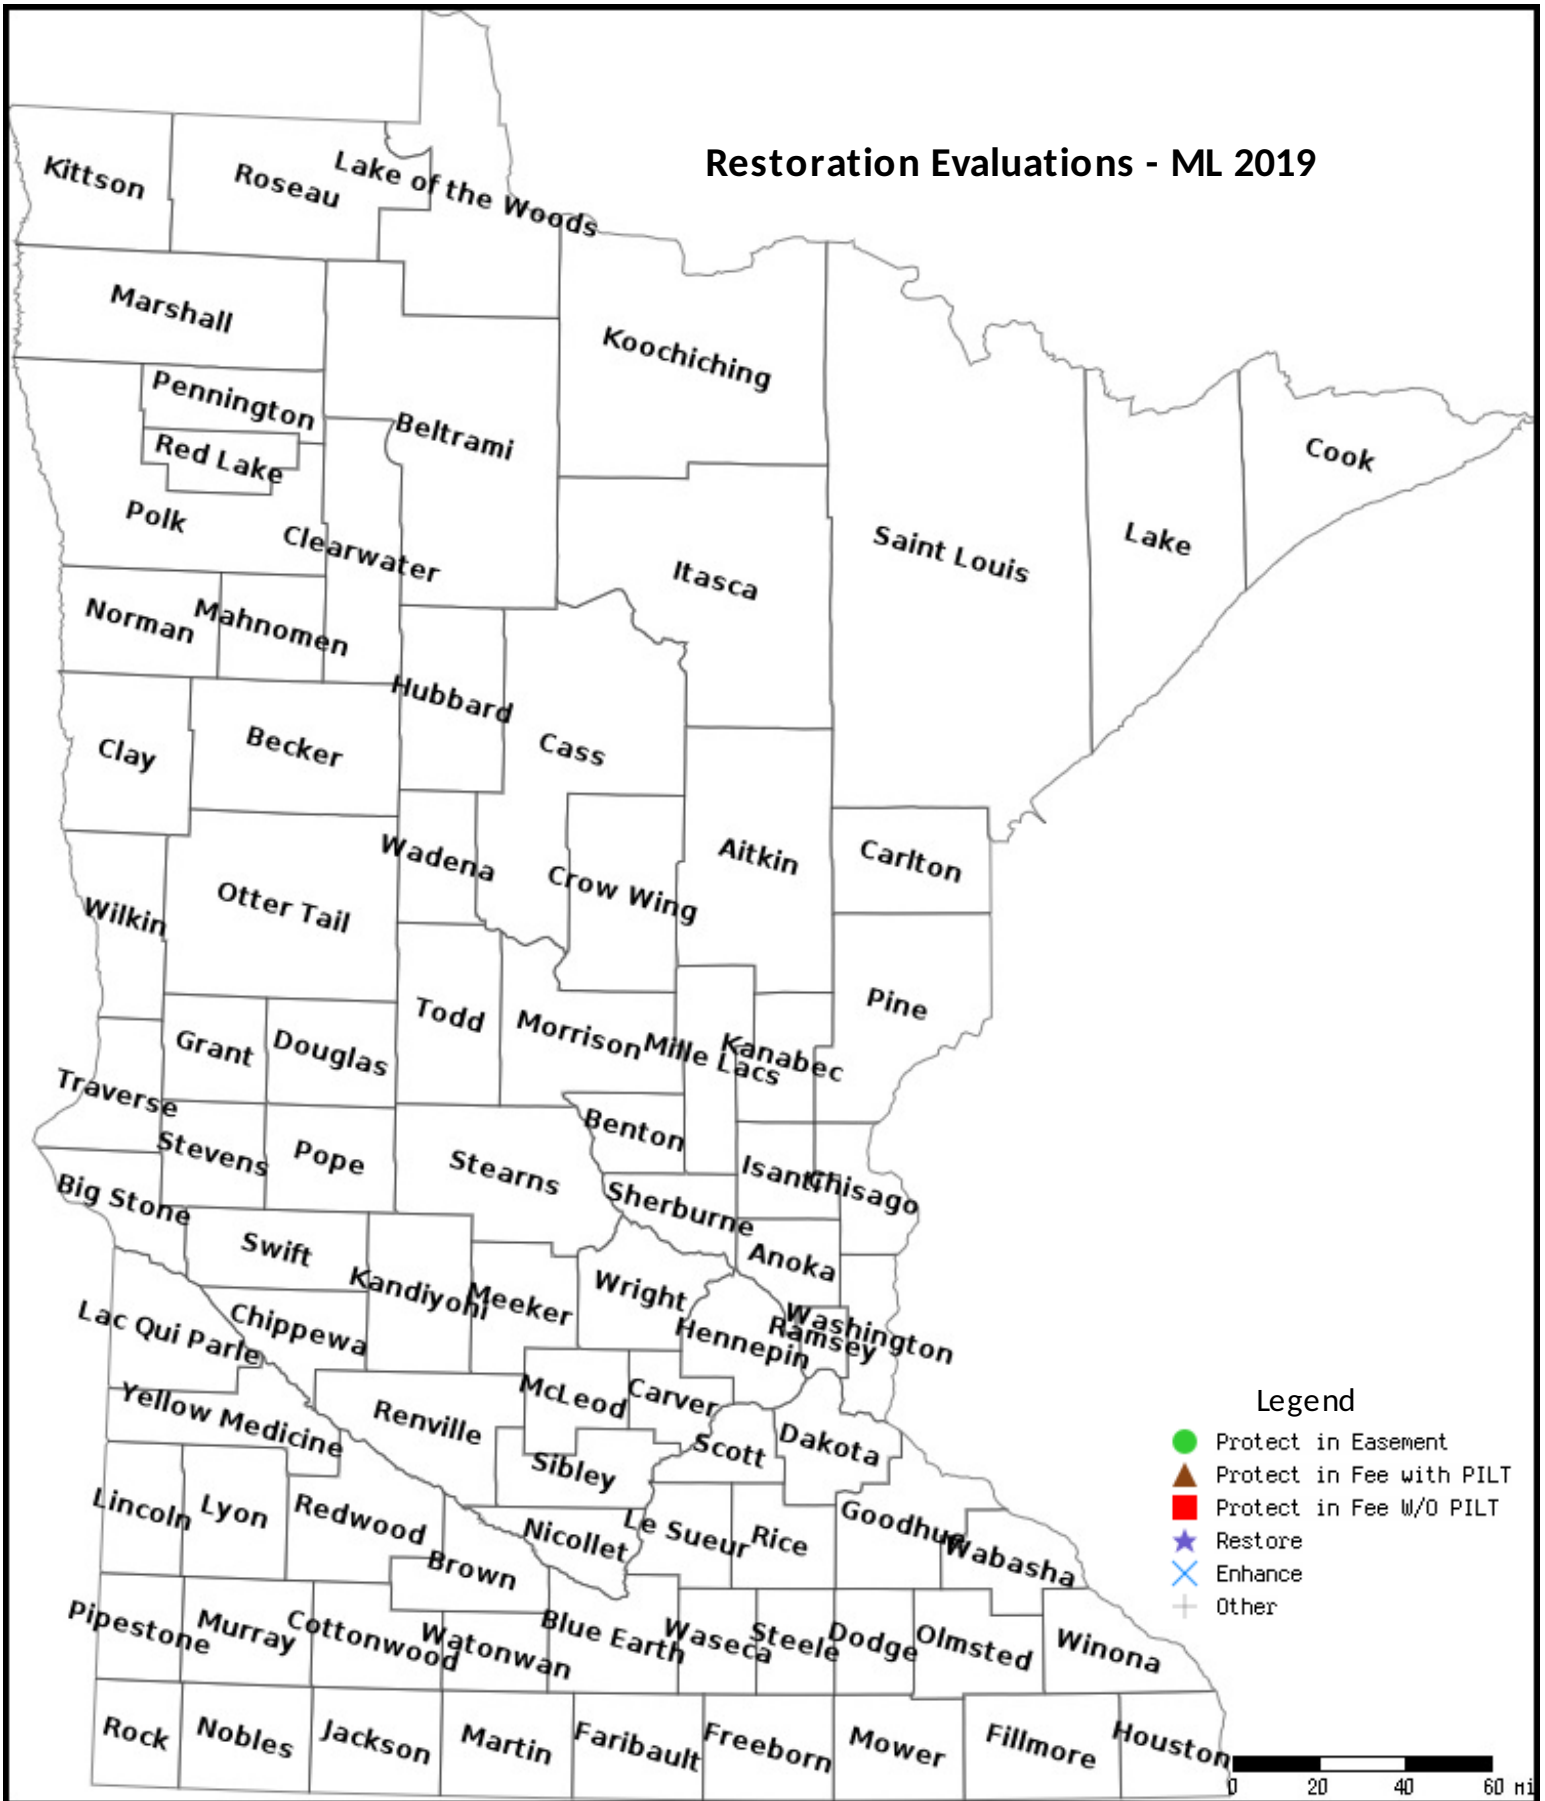 Restoration Evaluations - ML 2019
Kittson
Roseau
Lake of the Woods
Marshall
Koochiching
Pennington
Beltrami
Red Lake
Cook
Polk
Clearwater
Saint Louis
Lake
Itasca
Norman
Mahnomen
Hubbard
Clay
Becker
Cass
Wadena
Aitkin
Carlton
Crow Wing
Otter Tail
Wilkin
Pine
Todd
Morrison
Mille Lacs
Kanabec
Grant
Douglas
Traverse
Benton
Stevens
Pope
Stearns
Isanti
Chisago
Big Stone
Sherburne
Swift
Anoka
Kandiyohi
Meeker
Wright
Washington
Ramsey
Hennepin
Lac Qui Parle
Chippewa
McLeod
Carver
Yellow Medicine
Renville
Scott
Dakota
Sibley
Lincoln
Lyon
Redwood
Nicollet
Le Sueur
Rice
Goodhue
Wabasha
Brown
Pipestone
Murray
Cottonwood
Watonwan
Blue Earth
Waseca
Steele
Dodge
Olmsted
Winona
Rock
Nobles
Jackson
Martin
Faribault
Freeborn
Mower
Fillmore
Houston
Legend
Protect in Easement
Protect in Fee with PILT
Protect in Fee W/O PILT
Restore
Enhance
Other
0 20 40 60 mi